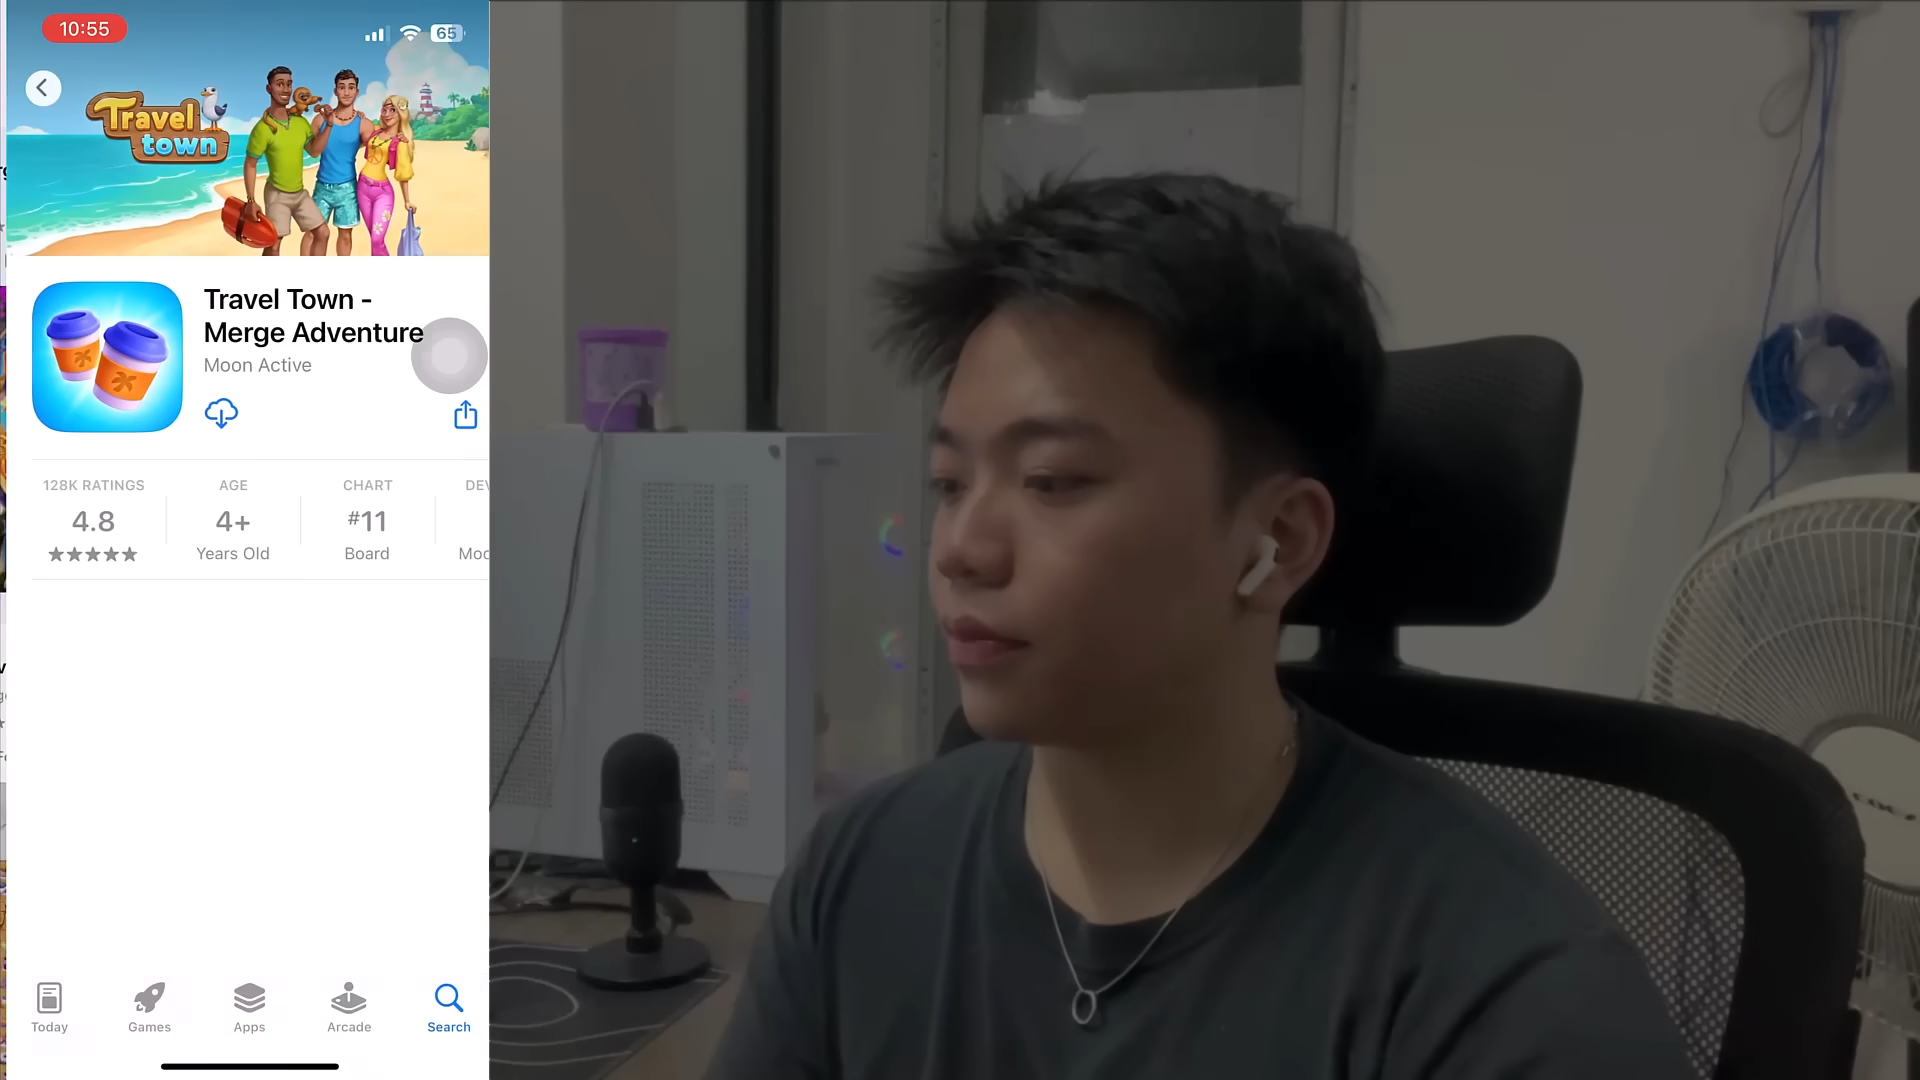 10:55
65
Travel
town
Travel Town -
Merge Adventure
Moon Active
128K RATINGS
AGE
CHART
4.8
4+
#11
Years Old
Board
Today
Games
Apps
Arcade
Search